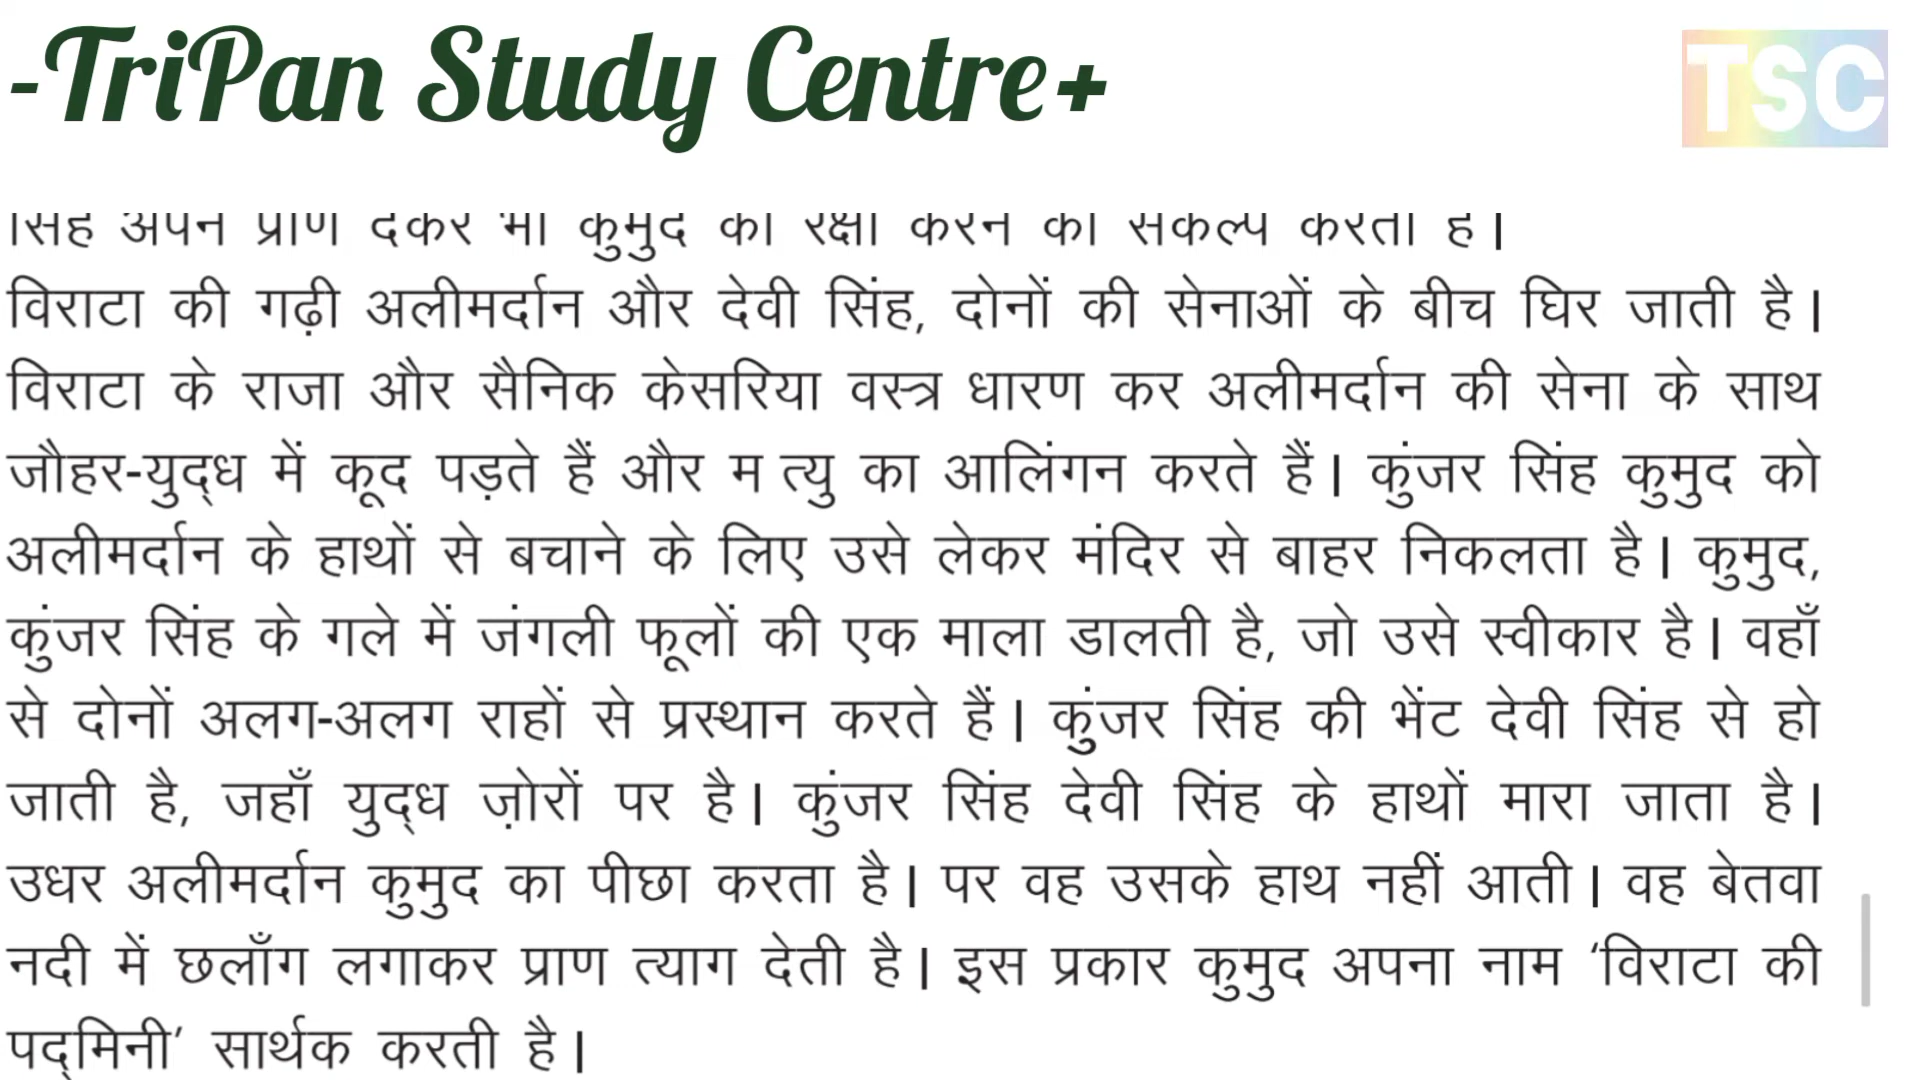 -TriPan Study Centre+
TSC
सिंह अपने प्राण देकर भी कुमुद की रक्षा करने का संकल्प करता है।
विराटा की गढ़ी अलीमर्दान और देवी सिंह, दोनों की सेनाओं के बीच घिर जाती है।
विराटा के राजा और सैनिक केसरिया वस्त्र धारण कर अलीमर्दान की सेना के साथ
जौहर-युद्ध में कूद पड़ते हैं और म त्यु का आलिंगन करते हैं। कुंजर सिंह कुमुद को
अलीमर्दान के हाथों से बचाने के लिए उसे लेकर मंदिर से बाहर निकलता है। कुमुद,
कुंजर सिंह के गले में जंगली फूलों की एक माला डालती है, जो उसे स्वीकार है। वहाँ
से दोनों अलग-अलग राहों से प्रस्थान करते हैं। कुंजर सिंह की भेंट देवी सिंह से हो
जाती है, जहाँ युद्ध ज़ोरों पर है। कुंजर सिंह देवी सिंह के हाथों मारा जाता है।
उधर अलीमर्दान कुमुद का पीछा करता है। पर वह उसके हाथ नहीं आती। वह बेतवा
नदी में छलाँग लगाकर प्राण त्याग देती है। इस प्रकार कुमुद अपना नाम ‘विराटा की
पद्मिनी’ सार्थक करती है।